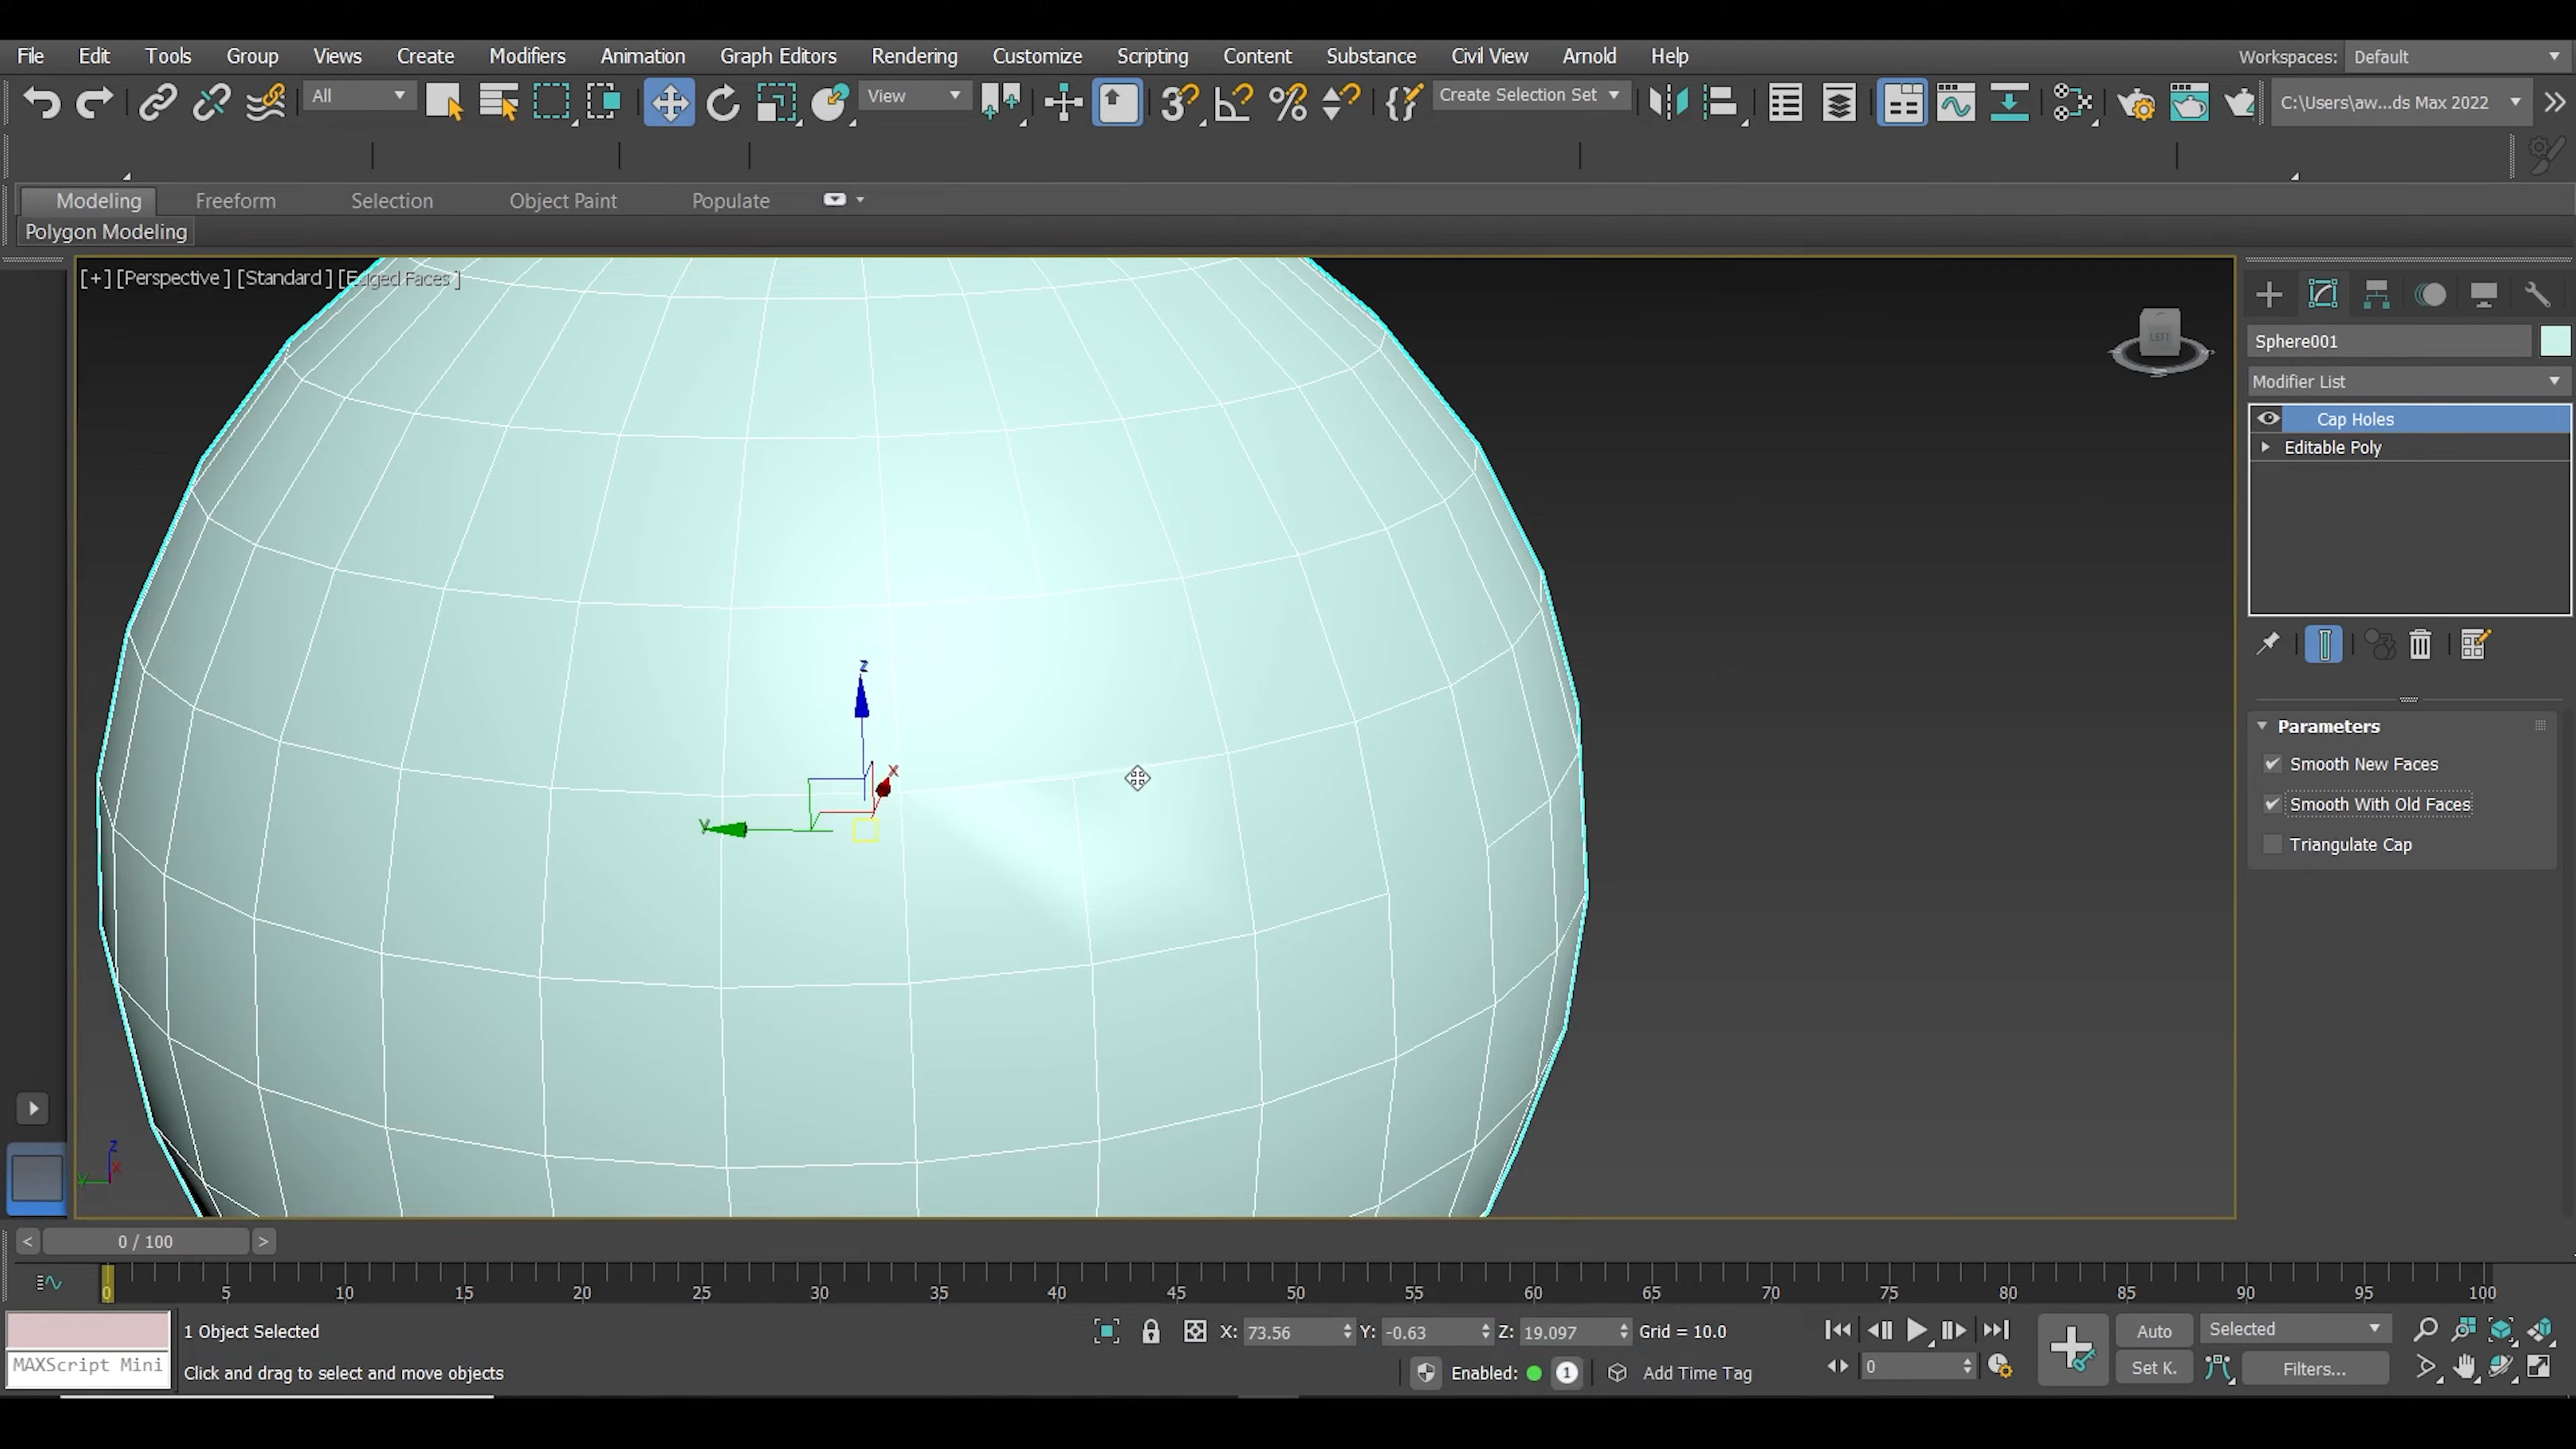 File Edit Tools Group Views Create Modifiers Animation Graph Editors Rendering Customize Scripting Content Substance Civil View Arnold Help Workspaces: Default
All View Create Selection Set C:\Users\aw...ds Max 2022
Modeling Freeform Selection Object Paint Populate
Polygon Modeling
[+] [Perspective] [Standard] [Edged Faces]
LEFT
Sphere001
Modifier List
Cap Holes
Editable Poly
z
x
y
Parameters
Smooth New Faces
Smooth With Old Faces
Triangulate Cap
z
x
y
< 0 / 100 >
0 5 10 15 20 25 30 35 40 45 50 55 60 65 70 75 80 85 90 95 100
1 Object Selected X: 73.56 Y: -0.63 Z: 19.097 Grid = 10.0 Auto Selected
MAXScript Mini Click and drag to select and move objects Enabled: 1 Add Time Tag 0 Set K. Filters...